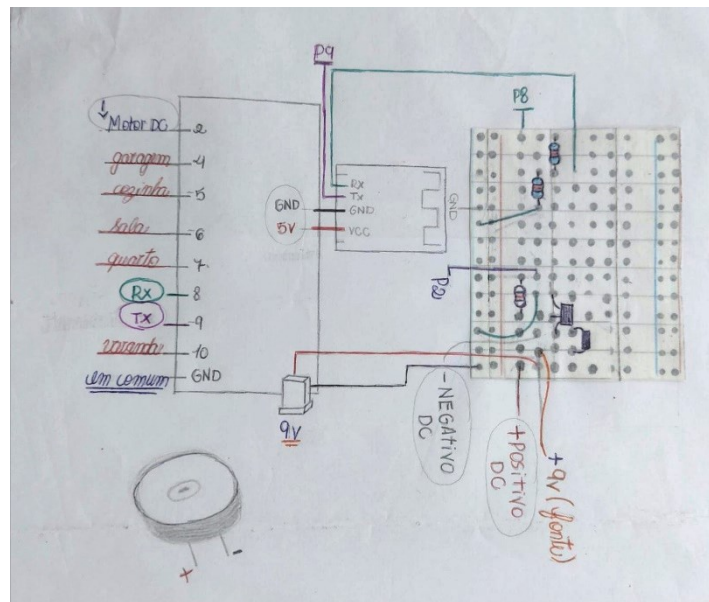 P9
P8
Motor DC 2
garagem 4
cozinha 5
sala 6
quarto 7
RX 8
TX 9
varanda 10
em comum GND
GND
5V
RX
TX
GND
VCC
GND
P2
9V
- NEGATIVO
DC
+ POSITIVO
DC
+9V (fonte)
+
-